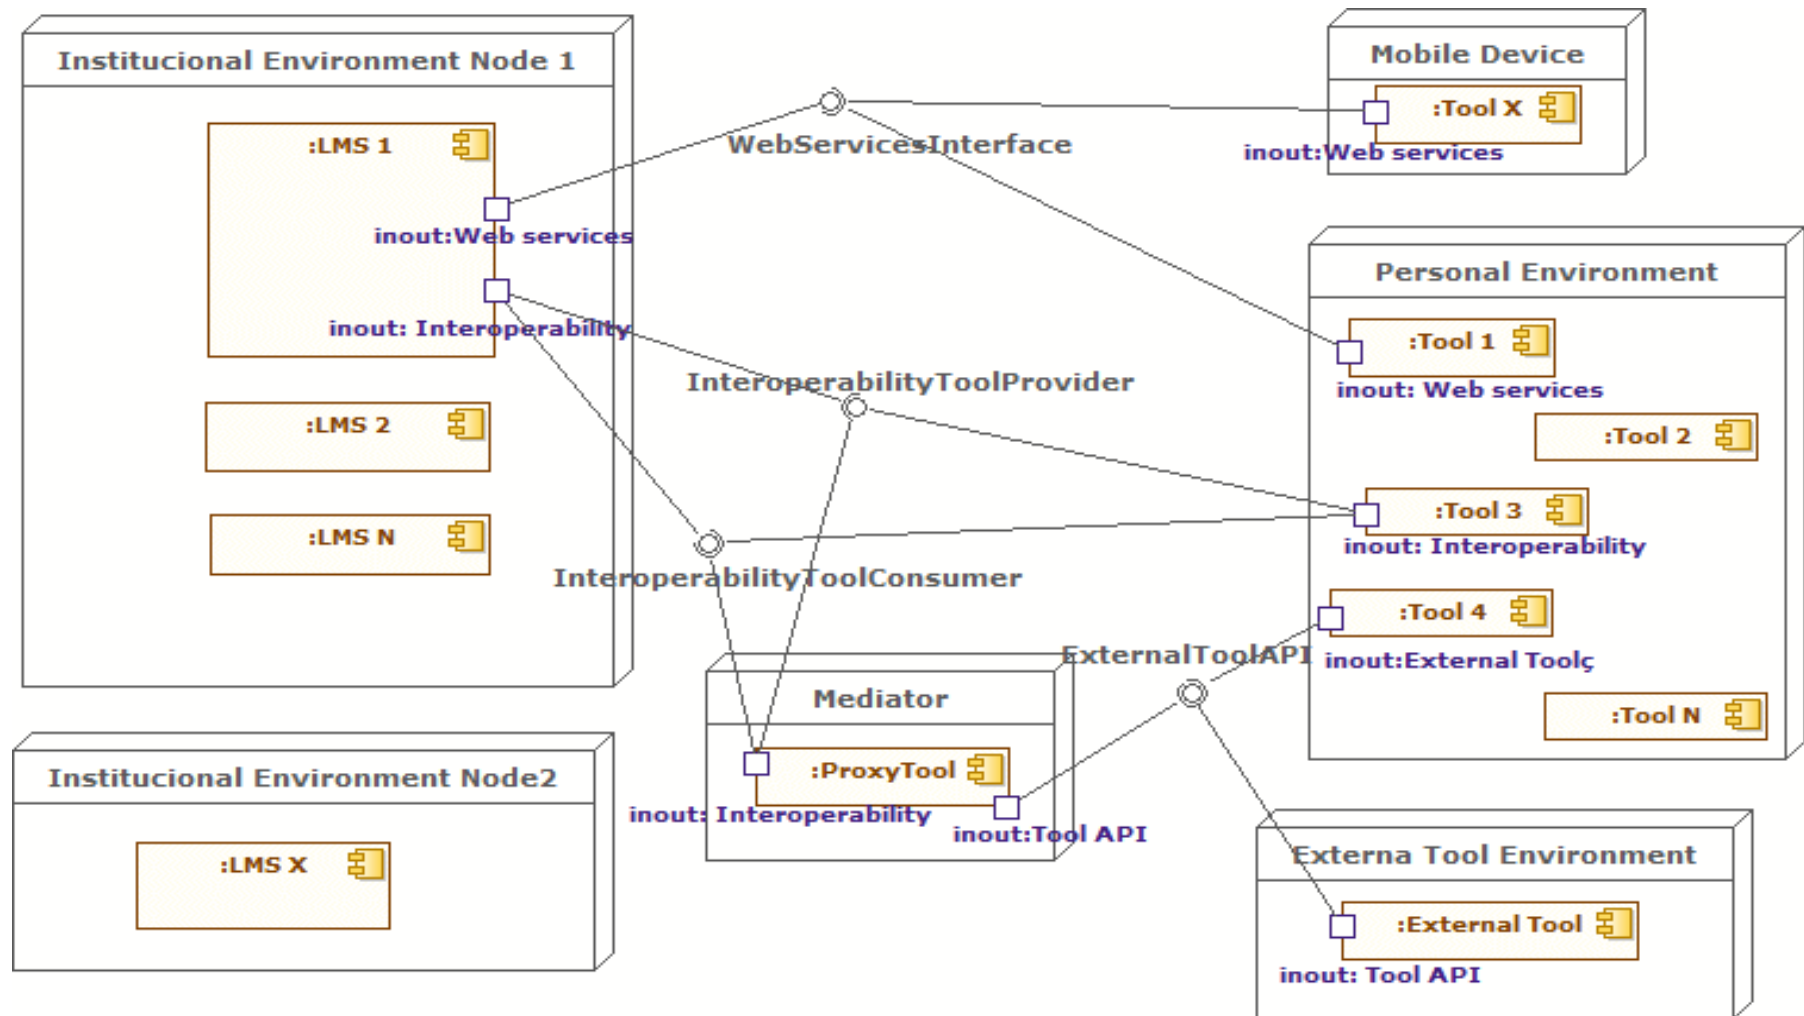 Institucional Environment Node 1
:LMS 1
inout:Web services
inout: Interoperability
:LMS 2
:LMS N
WebServicesInterface
InteroperabilityToolProvider
InteroperabilityToolConsumer
Mobile Device
:Tool X
inout:Web services
Personal Environment
:Tool 1
inout: Web services
:Tool 2
:Tool 3
inout: Interoperability
:Tool 4
inout:External Toolç
:Tool N
ExternalToolAPI
Mediator
:ProxyTool
inout: Interoperability
inout:Tool API
Institucional Environment Node2
:LMS X
Externa Tool Environment
:External Tool
inout: Tool API